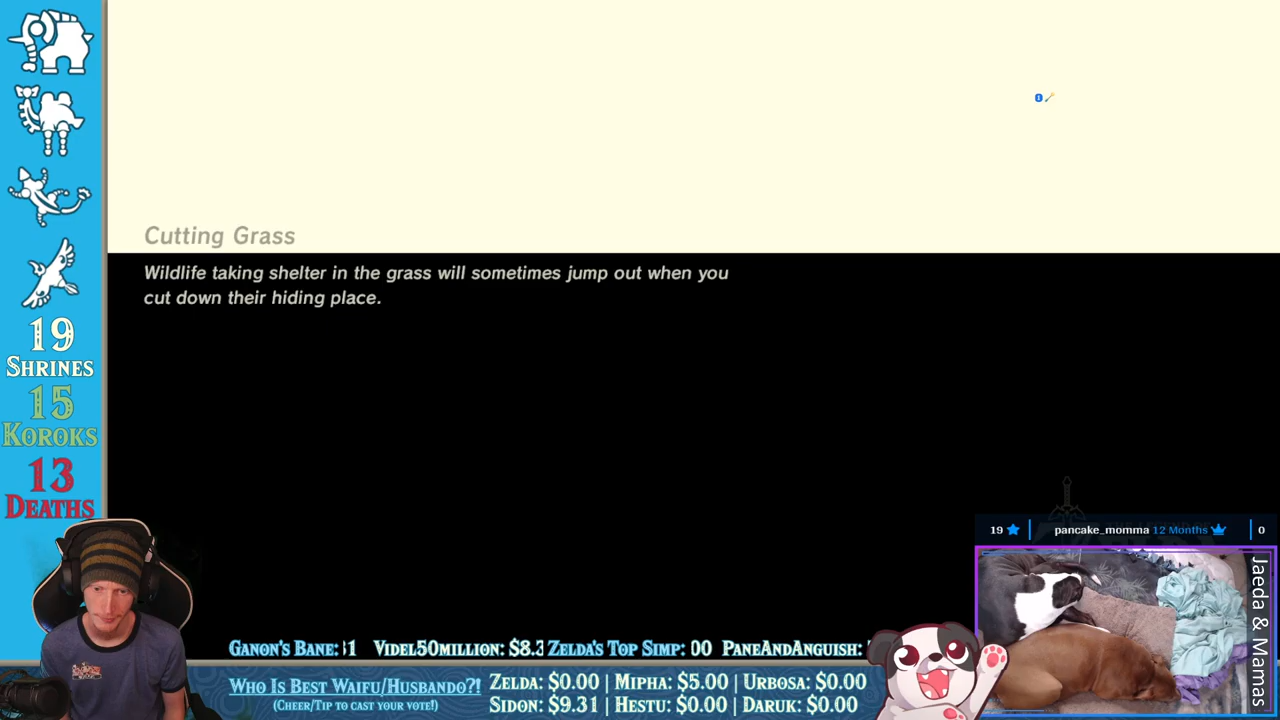 Cutting Grass
Wildlife taking shelter in the grass will sometimes jump out when you
cut down their hiding place.
19
SHRINES
15
KOROKS
13
DEATHS
19
pancake_momma 12 Months
0
Jaeda & Mamas
GANON'S BANE: VIDEL50MILLION: $8.3 ZELDA'S TOP SIMP: 00 PANEANDANGUISH:
WHO IS BEST WAIFU/HUSBANDO?!
(CHEER/TIP TO CAST YOUR VOTE!)
ZELDA: $0.00 | MIPHA: $5.00 | URBOSA: $0.00
SIDON: $9.31 | HESTU: $0.00 | DARUK: $0.00